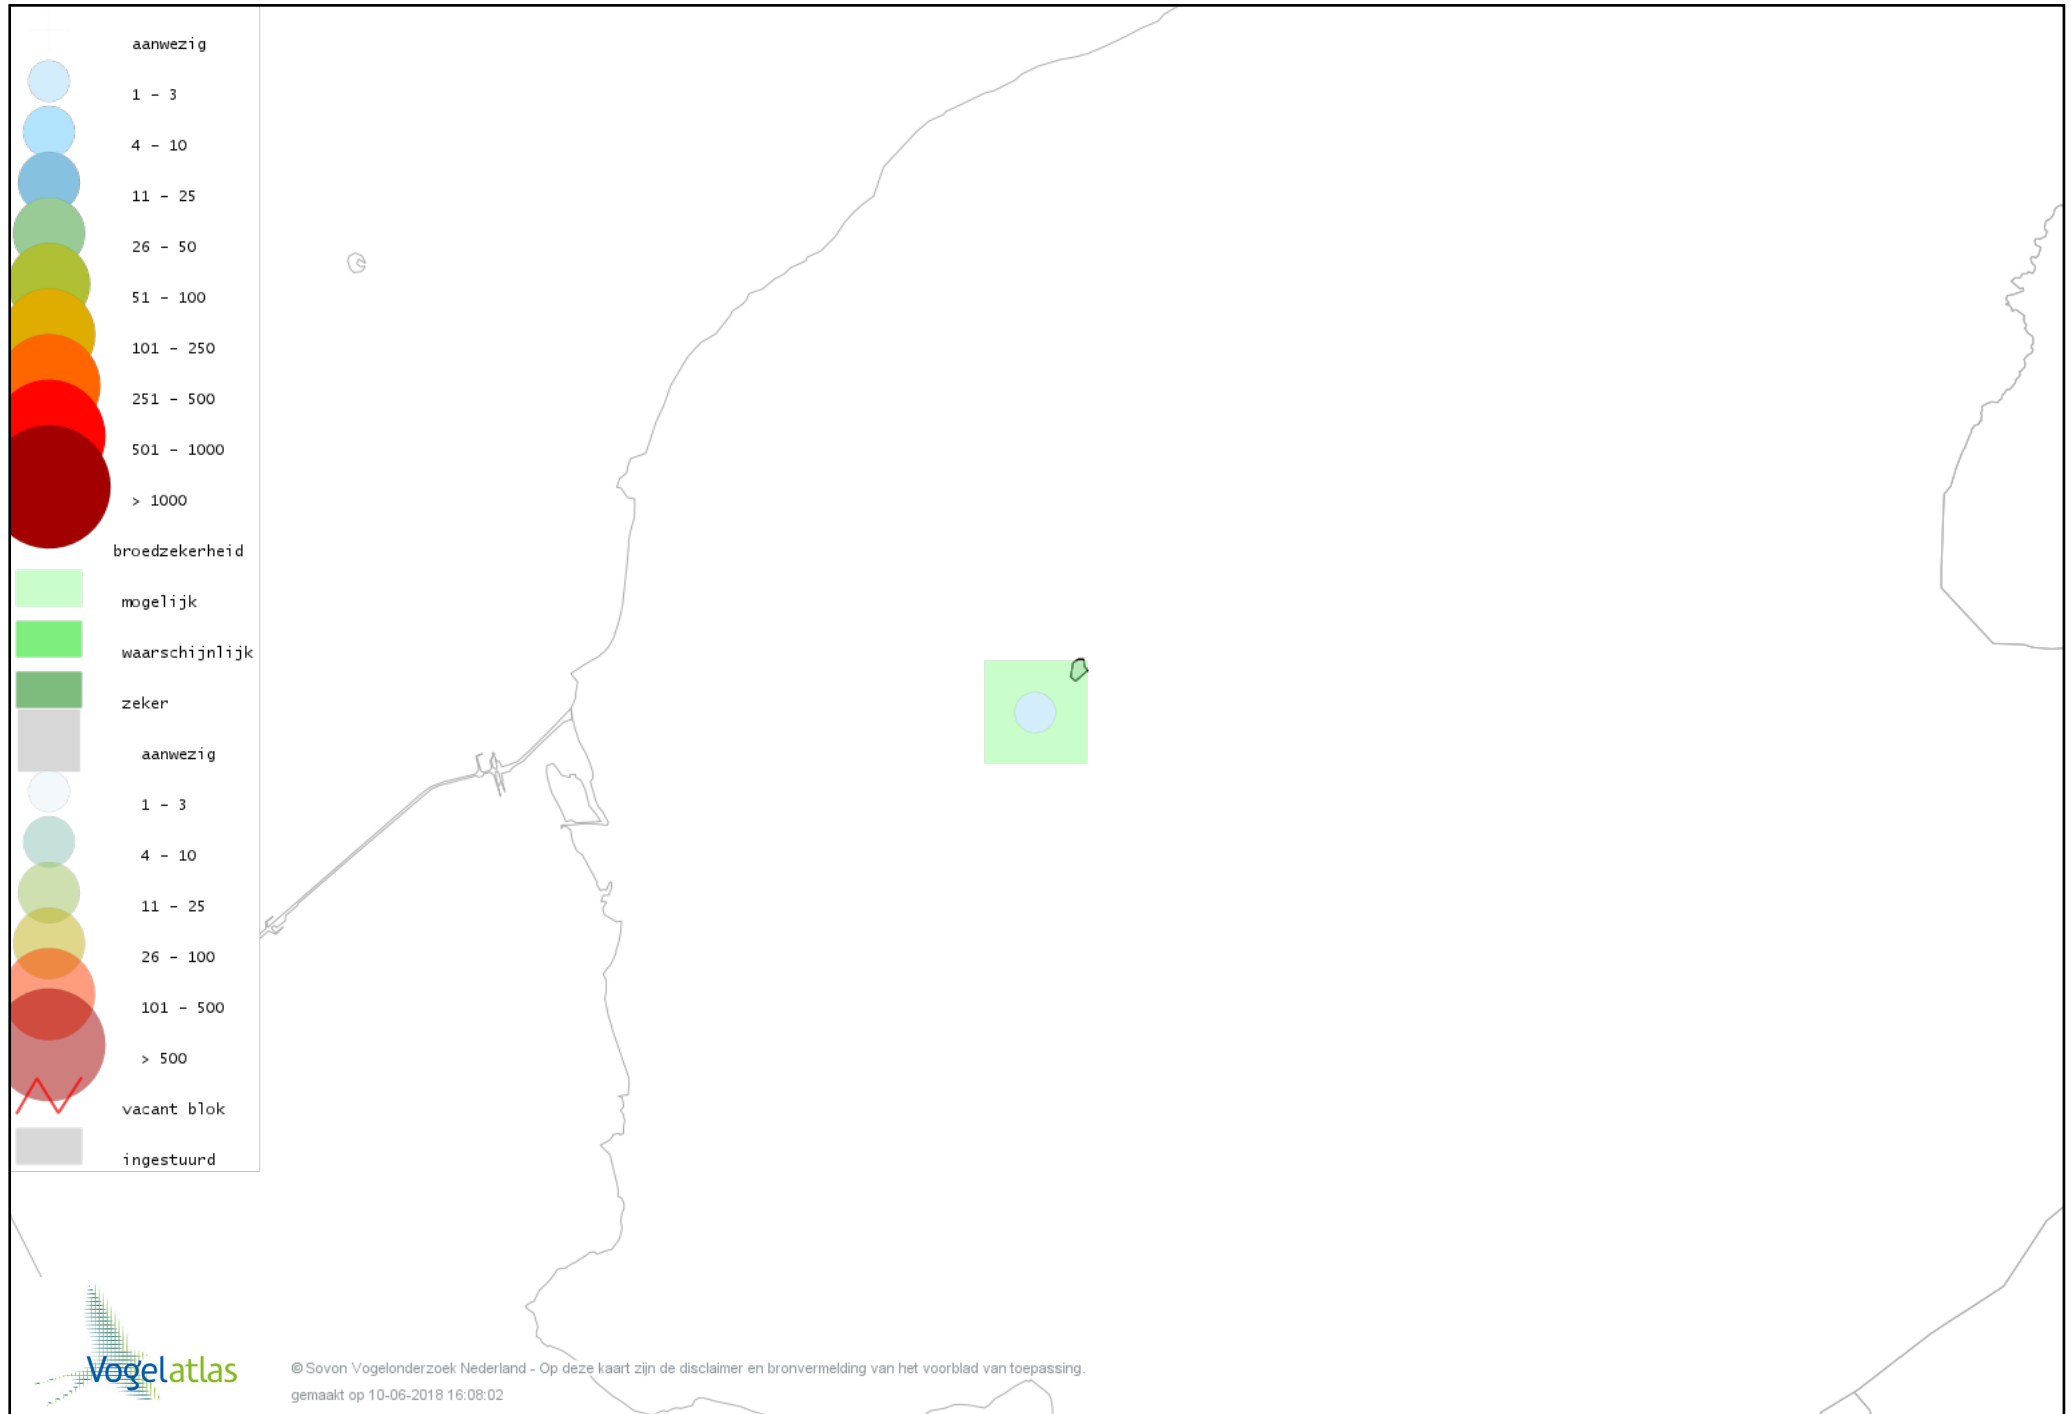 aanwezig
1 - 3
4 - 10
11 - 25
26 - 50
51 - 100
101 - 250
251 - 500
501 - 1000
> 1000
broedzekerheid
mogelijk
waarschijnlijk
zeker
aanwezig
1 - 3
4 - 10
11 - 25
26 - 100
101 - 500
> 500
vacant blok
ingestuurd
Vogelatlas
© Sovon Vogelonderzoek Nederland - Op deze kaart zijn de disclaimer en bronvermelding van het voorblad van toepassing.
gemaakt op 10-06-2018 16:08:02